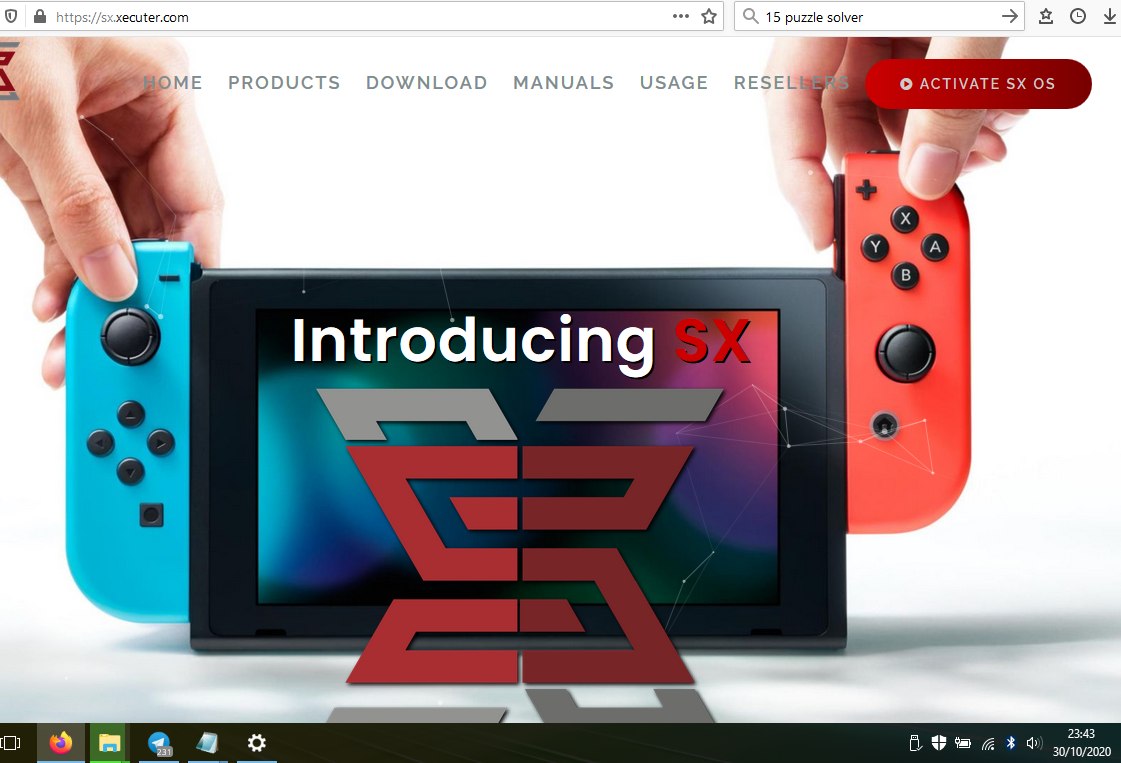 https://sx.xecuter.com
15 puzzle solver
HOME PRODUCTS DOWNLOAD MANUALS USAGE RESELLERS ACTIVATE SX OS
X
Y A
B
Introducing SX
231
23:43
30/10/2020